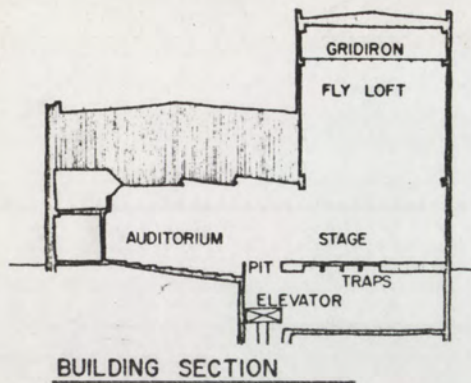 GRIDIRON
FLY LOFT
AUDITORIUM
STAGE
PIT
TRAPS
ELEVATOR
BUILDING SECTION